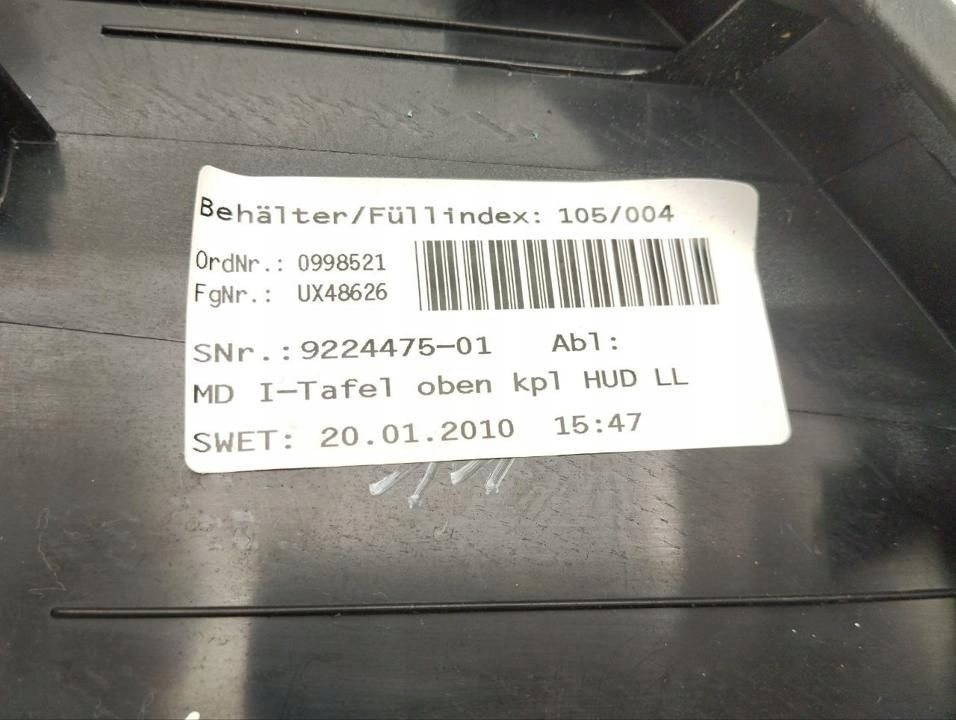 Behälter/Füllindex: 105/004
OrdNr.: 0998521
FgNr.: UX48626
SNr.: 9224475-01 Abl:
MD I-Tafel oben kpl HUD LL
SWET: 20.01.2010 15:47